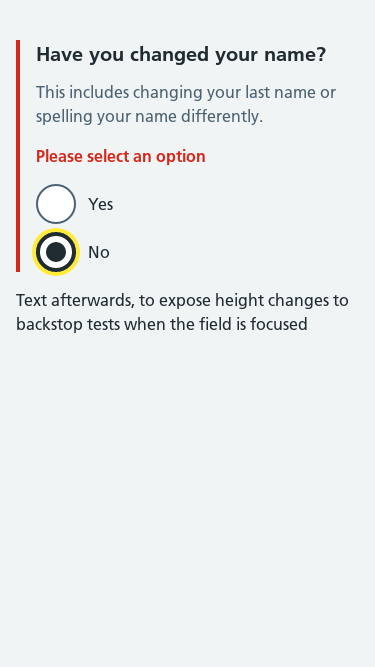 Have you changed your name?
This includes changing your last name or
spelling your name differently.
Please select an option
Yes
No
Text afterwards, to expose height changes to
backstop tests when the field is focused